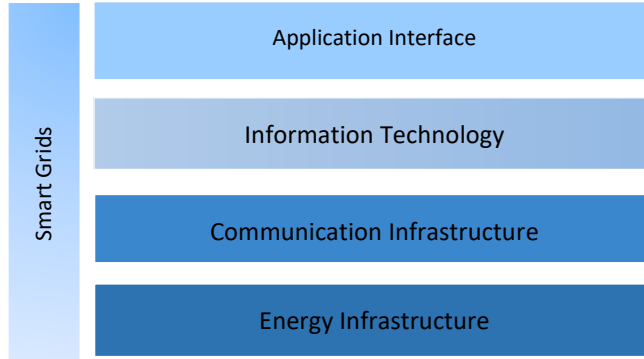 Smart Grids
Application Interface
Information Technology
Communication Infrastructure
Energy Infrastructure